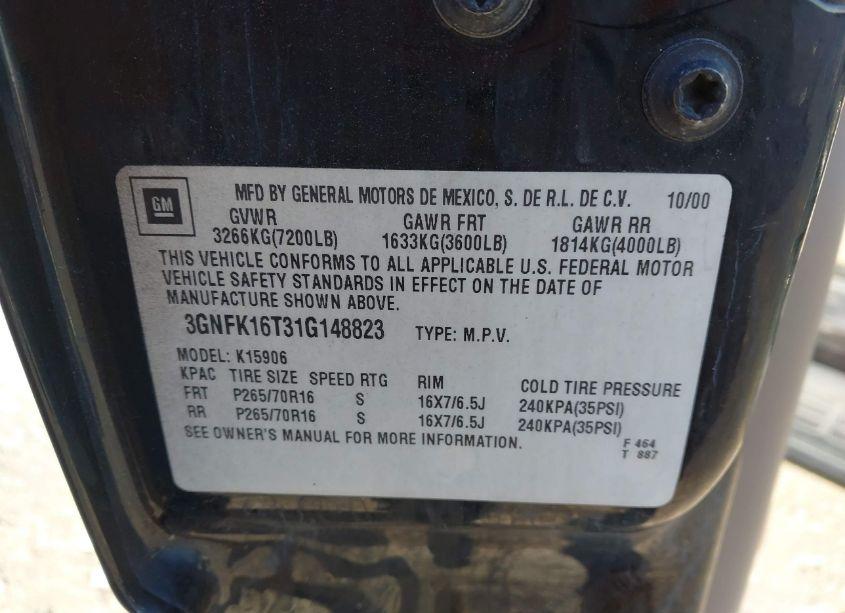 GM
MFD BY GENERAL MOTORS DE MEXICO, S. DE R.L. DE C.V. 10/00
GVWR GAWR FRT GAWR RR
3266KG(7200LB) 1633KG(3600LB) 1814KG(4000LB)
THIS VEHICLE CONFORMS TO ALL APPLICABLE U.S. FEDERAL MOTOR
VEHICLE SAFETY STANDARDS IN EFFECT ON THE DATE OF
MANUFACTURE SHOWN ABOVE.
3GNFK16T31G148823 TYPE: M.P.V.
MODEL: K15906
KPAC TIRE SIZE SPEED RTG RIM COLD TIRE PRESSURE
FRT P265/70R16 S 16X7/6.5J 240KPA(35PSI)
RR P265/70R16 S 16X7/6.5J 240KPA(35PSI)
SEE OWNER'S MANUAL FOR MORE INFORMATION.
F 464
T 887